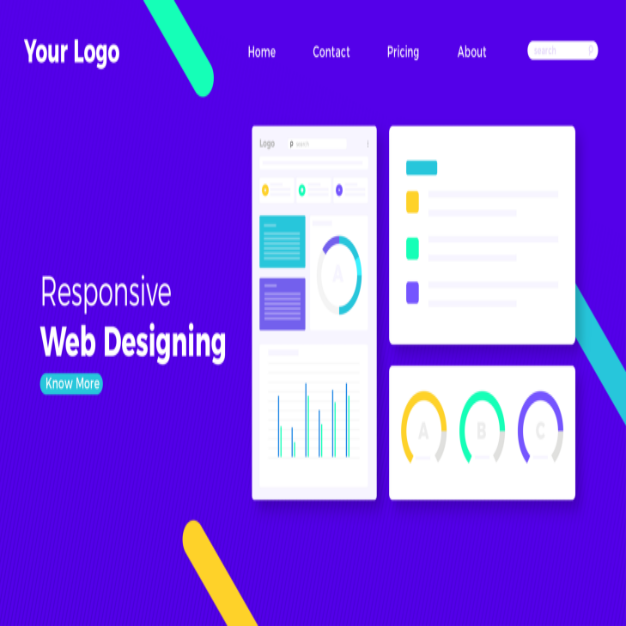 Your Logo
Home Contact Pricing About search
Logo search
Responsive
Web Designing
Know More
A
A B C